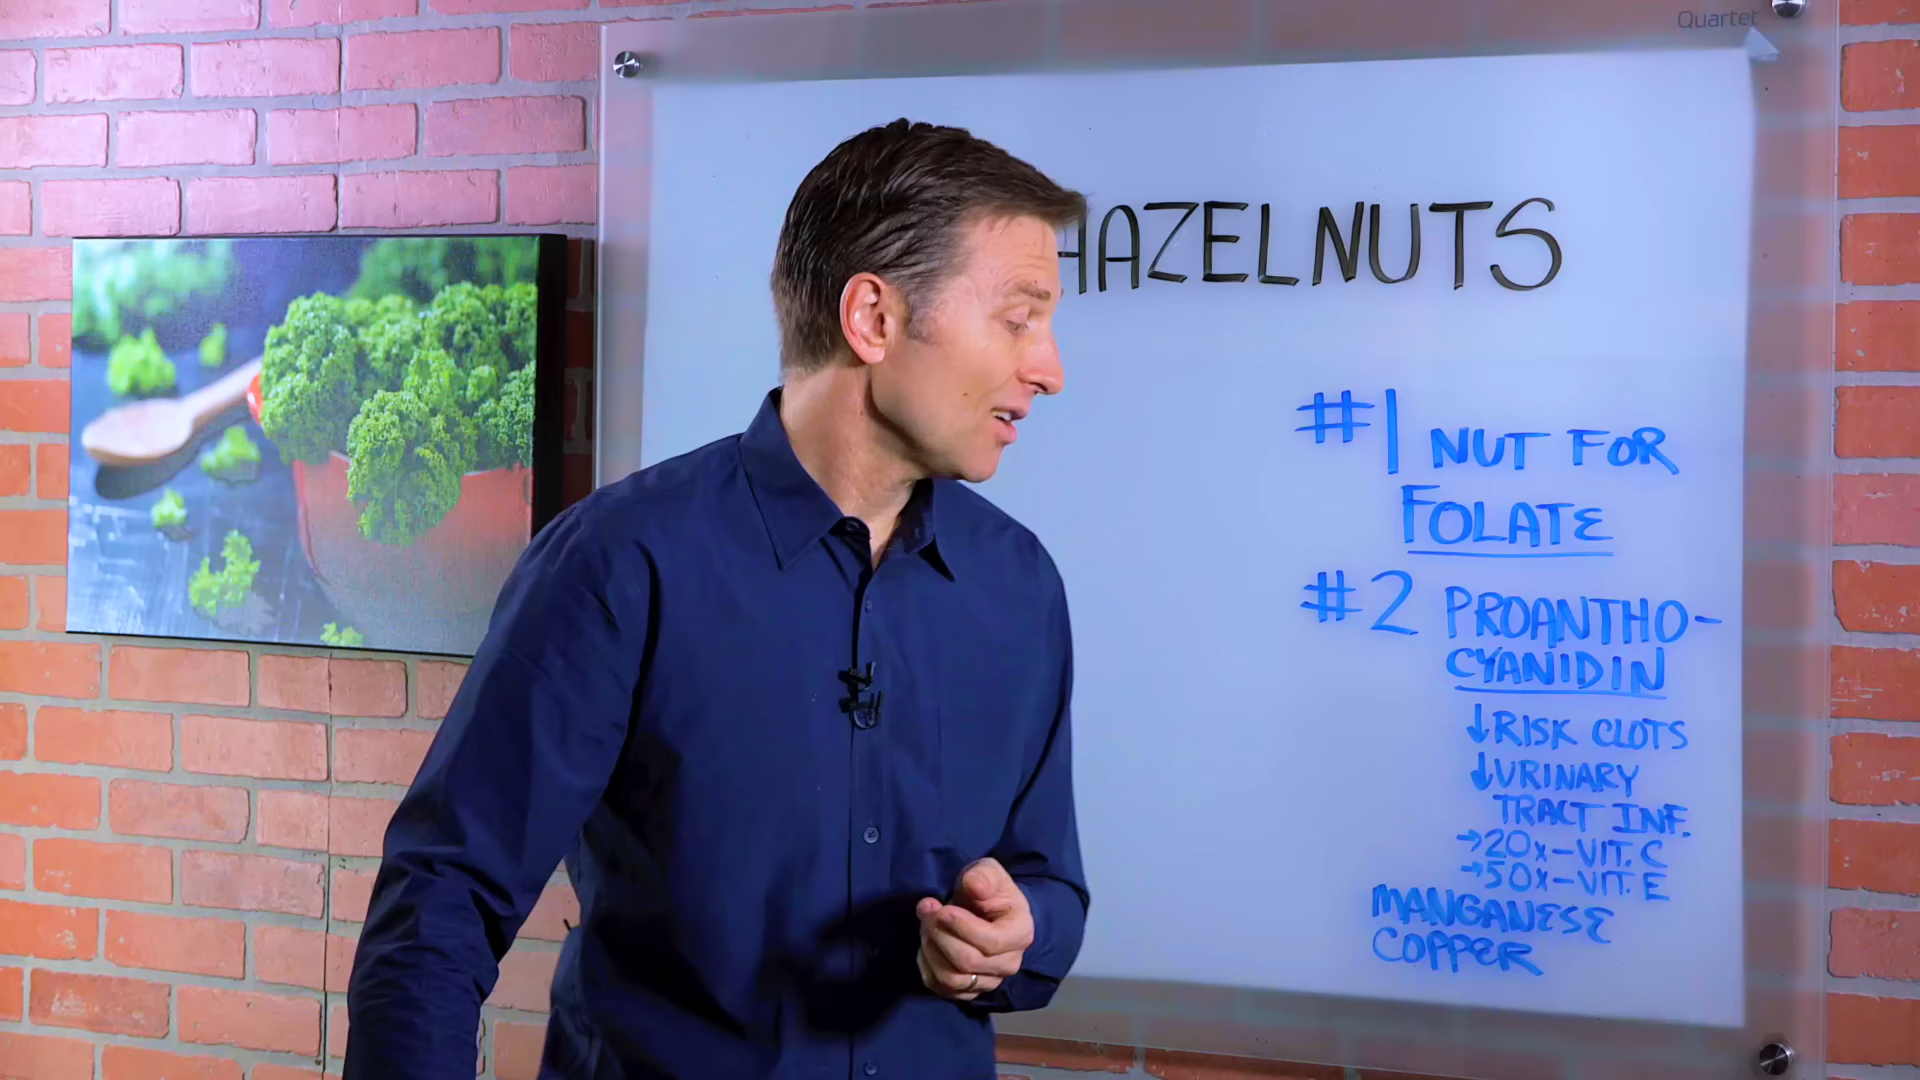 Quartet
HAZELNUTS
#1 NUT FOR
FOLATE
#2 PROANTHO-
CYANIDIN
↓RISK CLOTS
↓URINARY
TRACT INF.
→20x-VIT. C
→50x-VIT. E
MANGANESE
COPPER